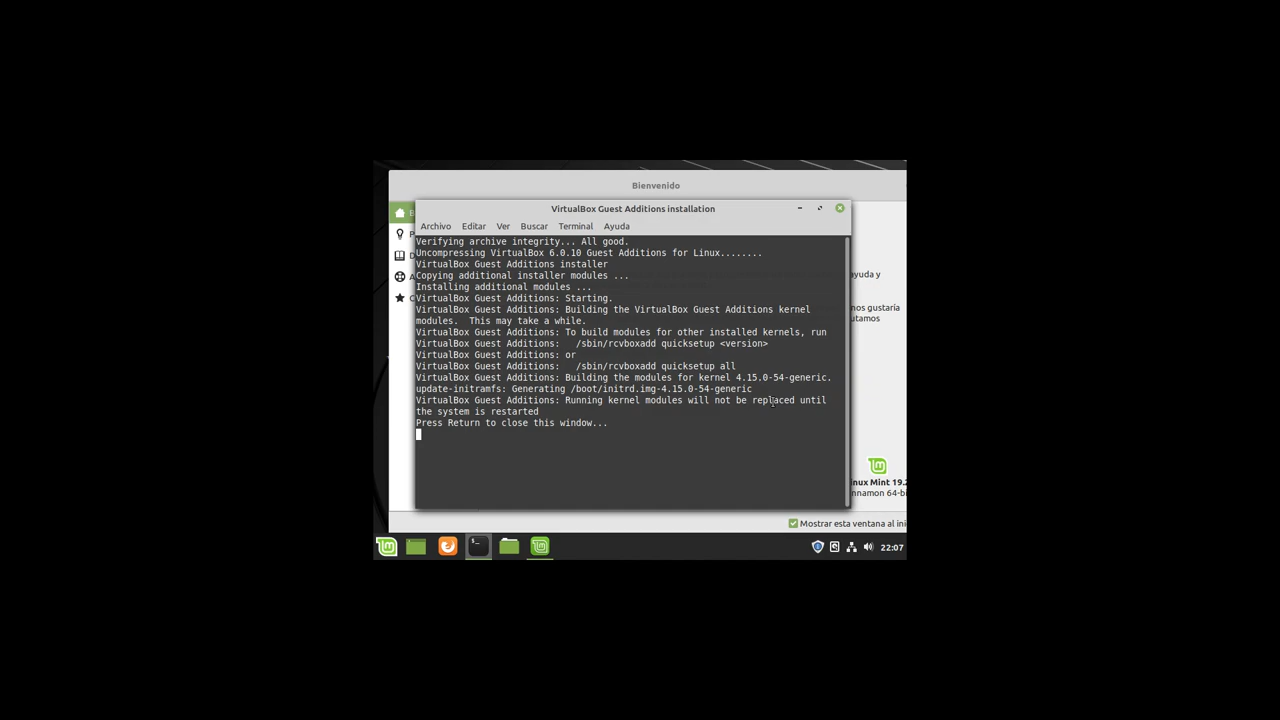 Bienvenido
VirtualBox Guest Additions installation
Archivo Editar Ver Buscar Terminal Ayuda
Verifying archive integrity... All good.
Uncompressing VirtualBox 6.0.10 Guest Additions for Linux........
VirtualBox Guest Additions installer
Copying additional installer modules ...
Installing additional modules ...
VirtualBox Guest Additions: Starting.
VirtualBox Guest Additions: Building the VirtualBox Guest Additions kernel
modules.  This may take a while.
VirtualBox Guest Additions: To build modules for other installed kernels, run
VirtualBox Guest Additions:   /sbin/rcvboxadd quicksetup <version>
VirtualBox Guest Additions: or
VirtualBox Guest Additions:   /sbin/rcvboxadd quicksetup all
VirtualBox Guest Additions: Building the modules for kernel 4.15.0-54-generic.
update-initramfs: Generating /boot/initrd.img-4.15.0-54-generic
VirtualBox Guest Additions: Running kernel modules will not be replaced until
the system is restarted
Press Return to close this window...
ayuda y
nos gustaría
utamos
inux Mint 19.2
nnamon 64-bi
Mostrar esta ventana al ini
22:07